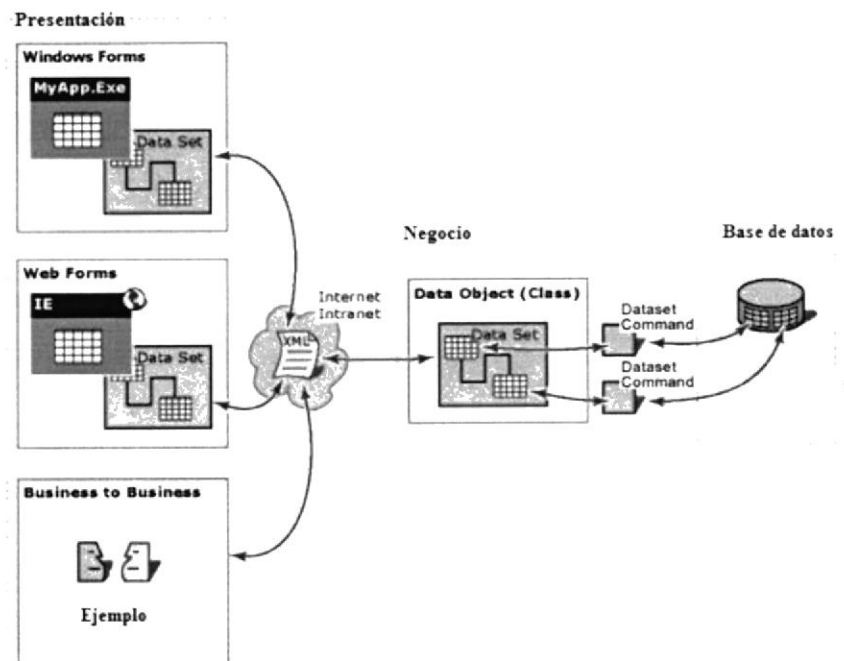 Presentación
Windows Forms
MyApp.Exe
Data Set
Web Forms
IE
Data Set
Business to Business
Ejemplo
Internet
Intranet
XML
Negocio
Data Object (Class)
Data Set
Dataset
Command
Dataset
Command
Base de datos